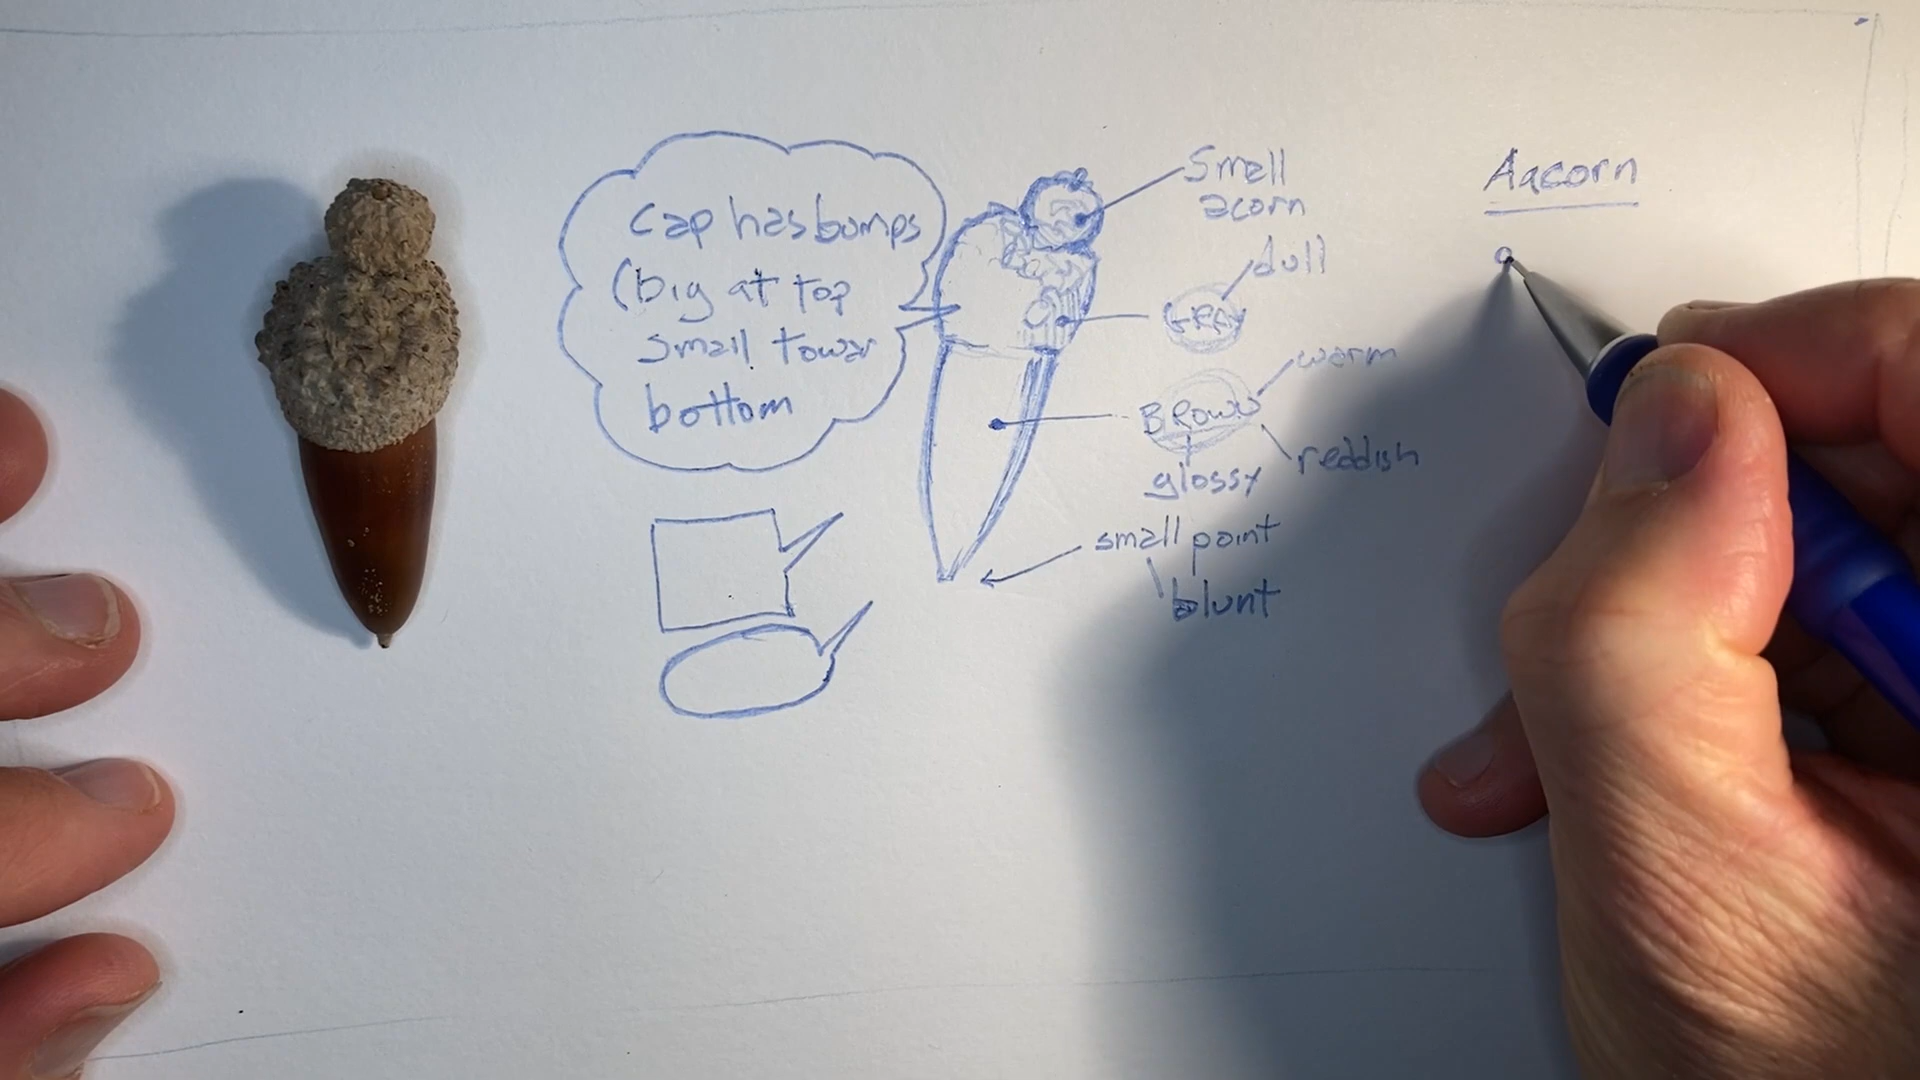 Cap has bumps
(big at top
small towar
bottom
Small
acorn
dull
GRAY
warm
BROWN
reddish
glossy
small point
blunt
Aacorn